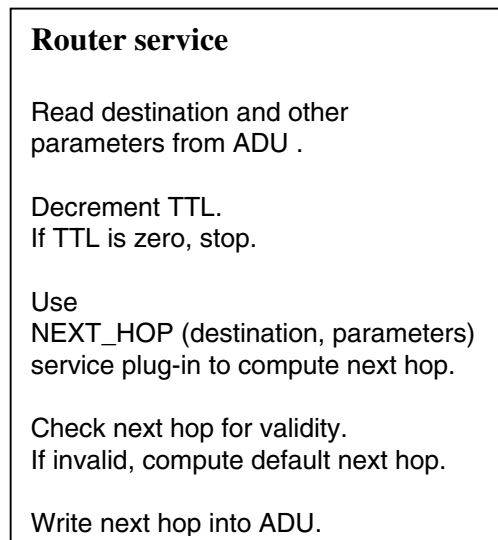 Router service
Read destination and other
parameters from ADU .
Decrement TTL.
If TTL is zero, stop.
Use
NEXT_HOP (destination, parameters)
service plug-in to compute next hop.
Check next hop for validity.
If invalid, compute default next hop.
Write next hop into ADU.